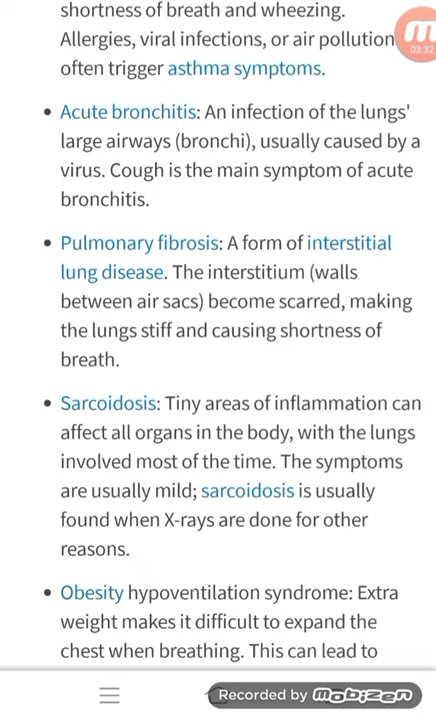 shortness of breath and wheezing.
Allergies, viral infections, or air pollution
often trigger asthma symptoms.
03:32
• Acute bronchitis: An infection of the lungs'
large airways (bronchi), usually caused by a
virus. Cough is the main symptom of acute
bronchitis.
• Pulmonary fibrosis: A form of interstitial
lung disease. The interstitium (walls
between air sacs) become scarred, making
the lungs stiff and causing shortness of
breath.
• Sarcoidosis: Tiny areas of inflammation can
affect all organs in the body, with the lungs
involved most of the time. The symptoms
are usually mild; sarcoidosis is usually
found when X-rays are done for other
reasons.
• Obesity hypoventilation syndrome: Extra
weight makes it difficult to expand the
chest when breathing. This can lead to
Recorded by mobizen